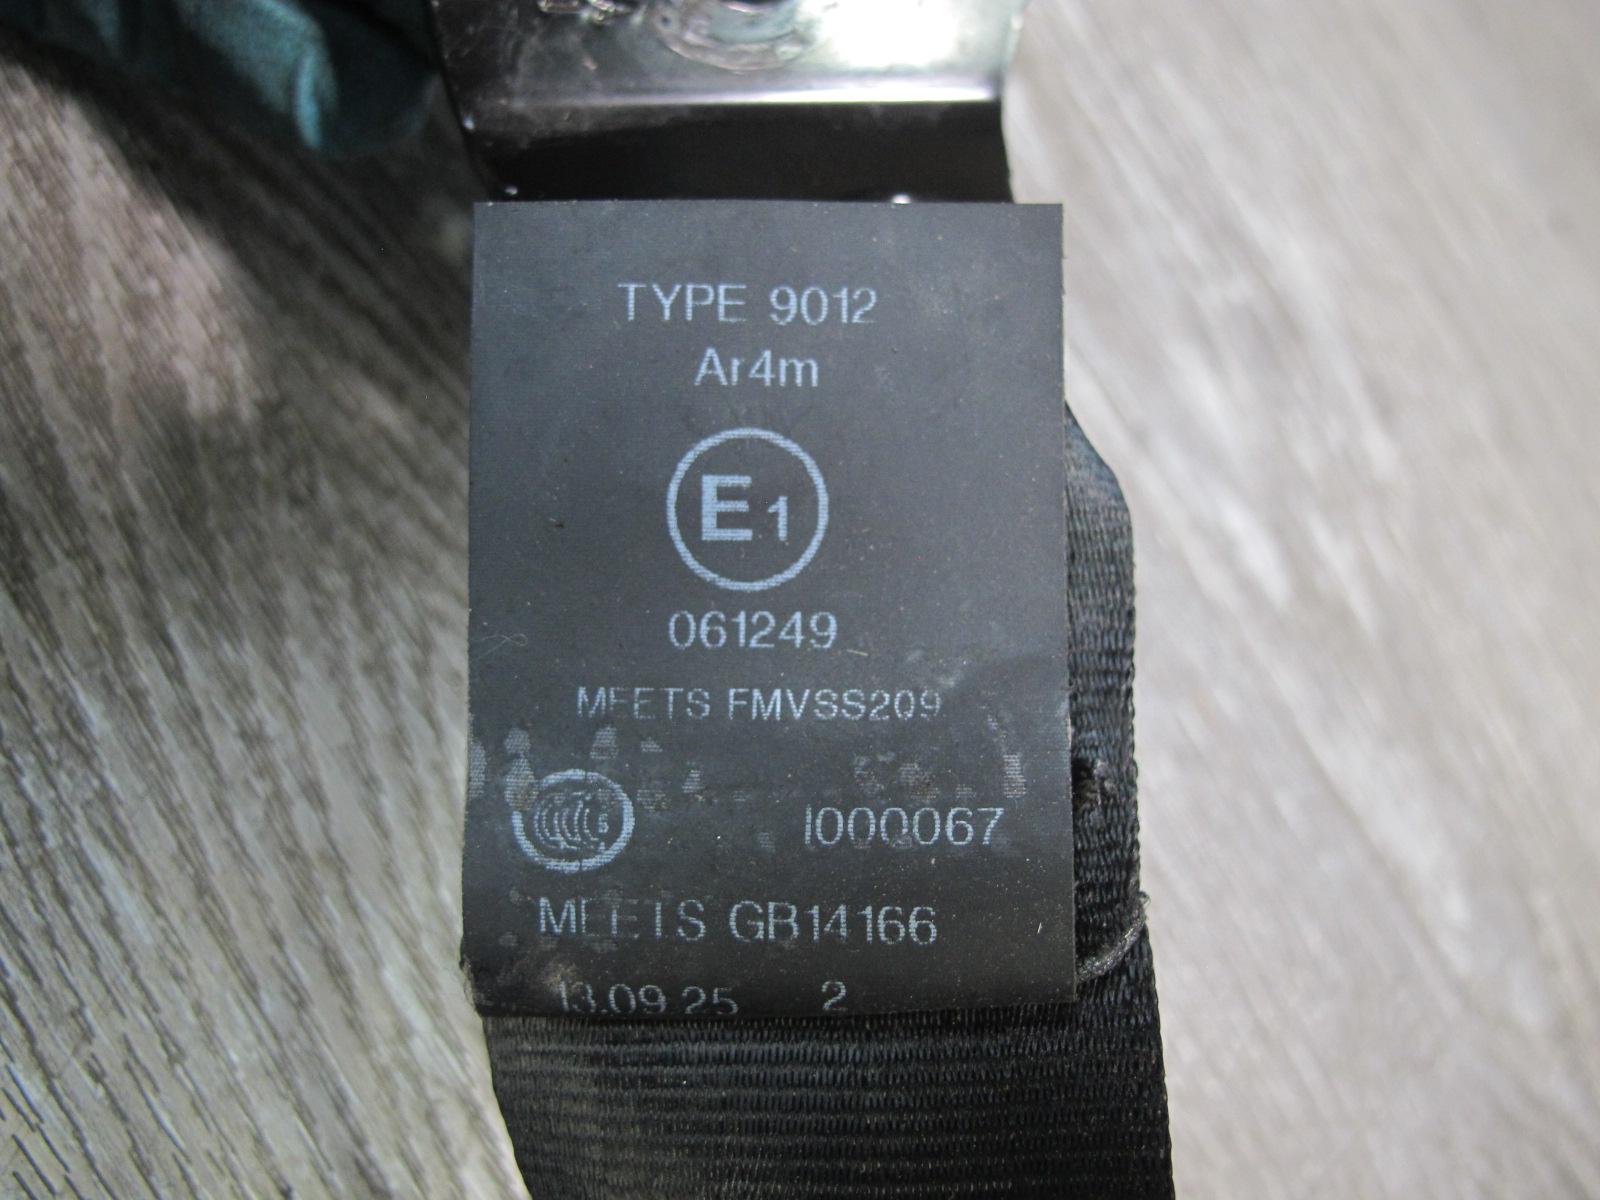 TYPE 9012
Ar4m
E1
061249
MEETS FMVSS209
I000067
MEETS GB14166
13.09.25 2